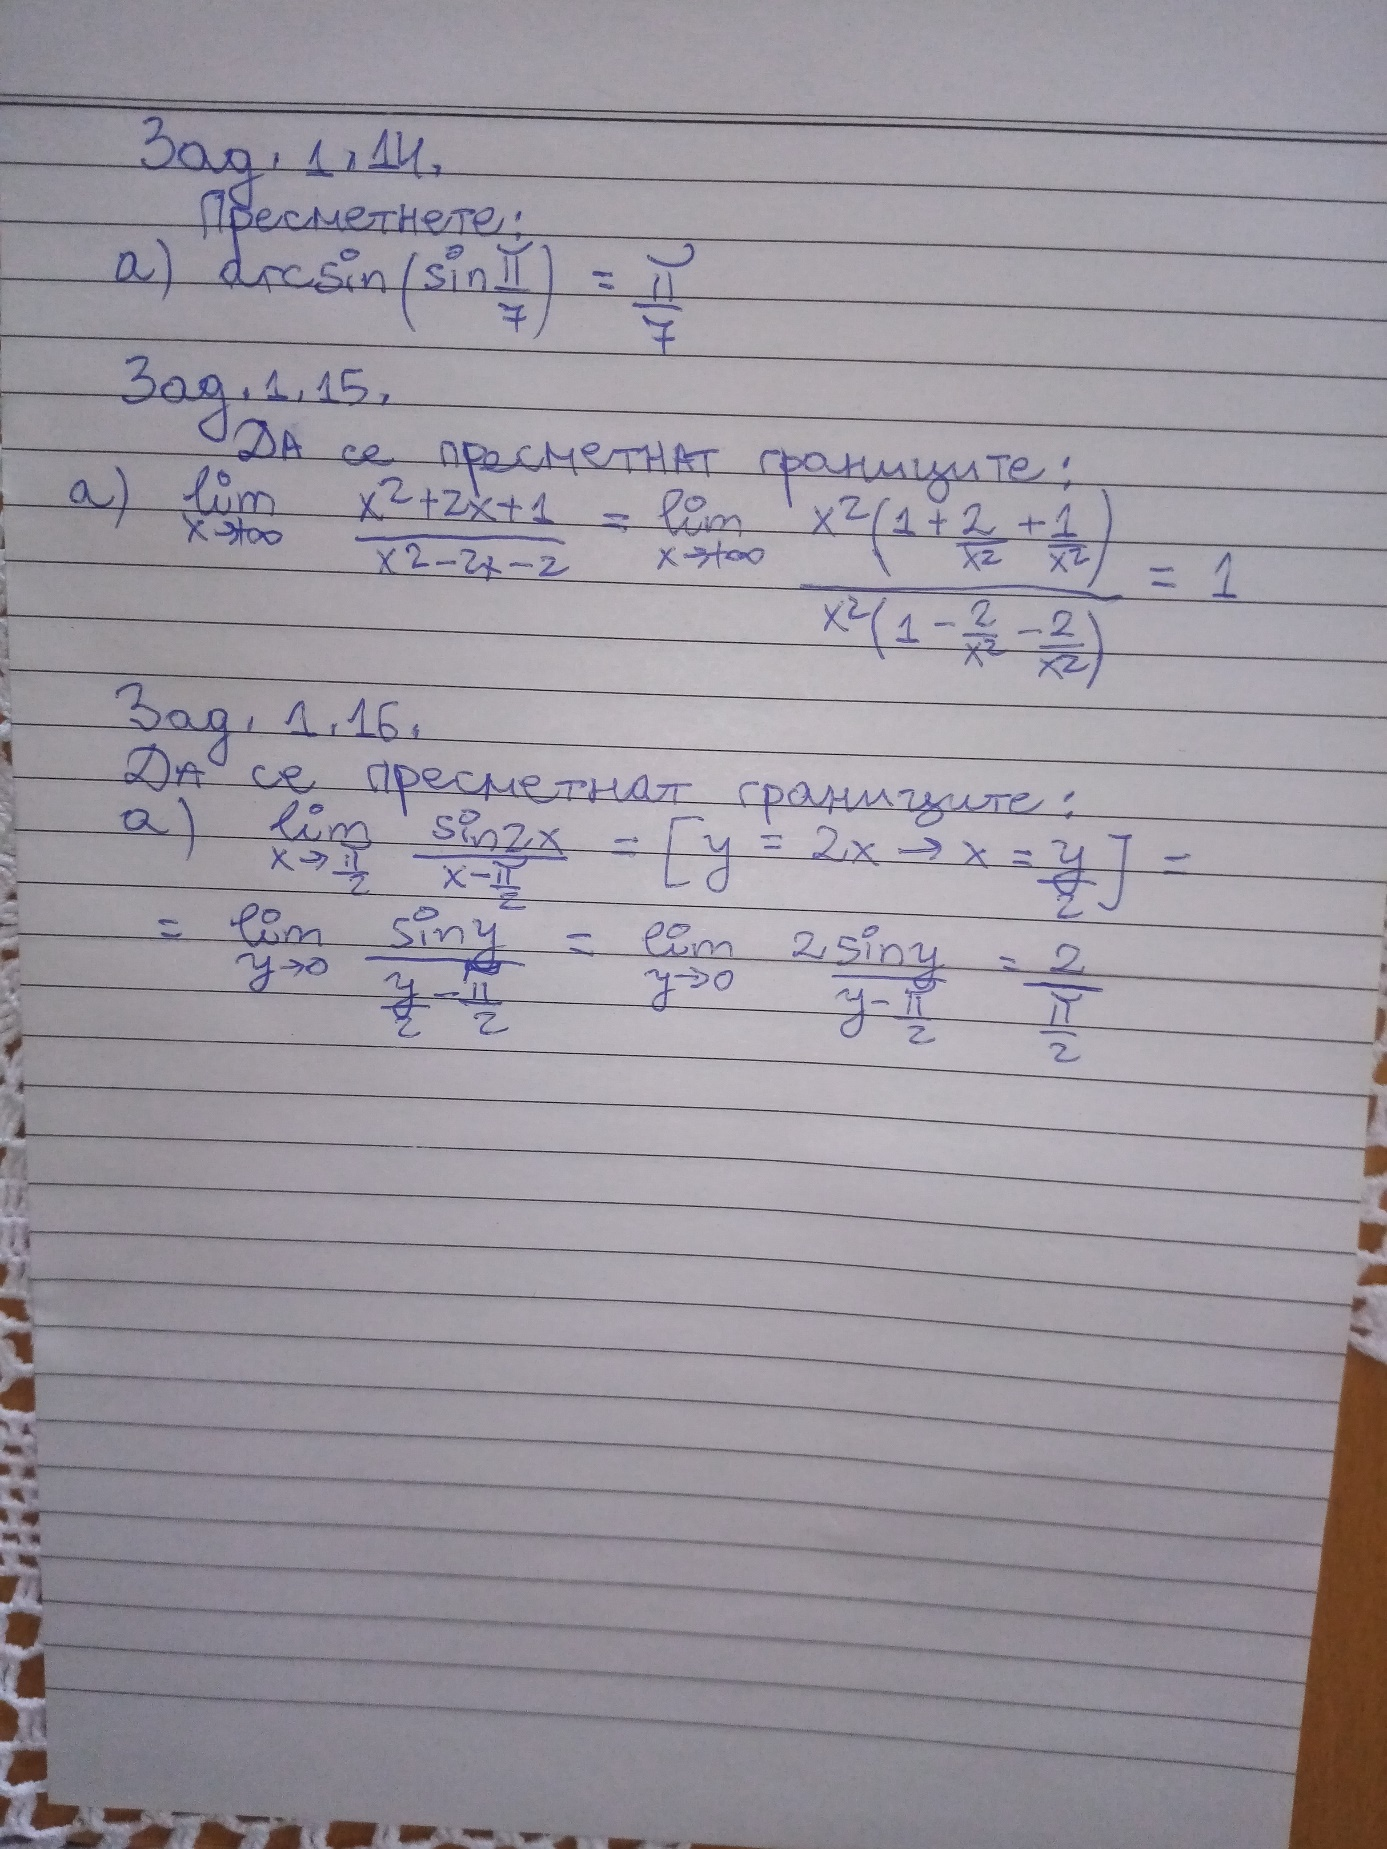 Зад. 1.14.
Пресметнете:
а) arcsin(sin π/7) = π/7
Зад. 1.15.
Да се пресметнат границите:
а) lim x→+∞ (x²+2x+1)/(x²-2x-2) = lim x→+∞ x²(1+2/x²+1/x²)/x²(1-2/x²-2/x²) = 1
Зад. 1.16.
Да се пресметнат границите:
а) lim x→π/2 sin2x/(x-π/2) = [y = 2x → x = y/2] =
= lim y→0 siny/(y/2-π/2) = lim y→0 2siny/(y-π/2) = 2/(π/2)